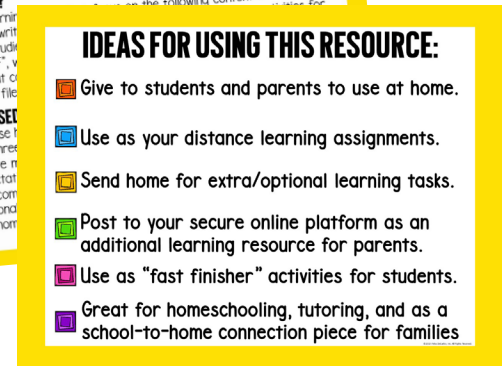 the following
IDEAS FOR USING THIS RESOURCE:
Give to students and parents to use at home.
Use as your distance learning assignments.
Send home for extra/optional learning tasks.
Post to your secure online platform as an
additional learning resource for parents.
Use as “fast finisher” activities for students.
Great for homeschooling, tutoring, and as a
school-to-home connection piece for families